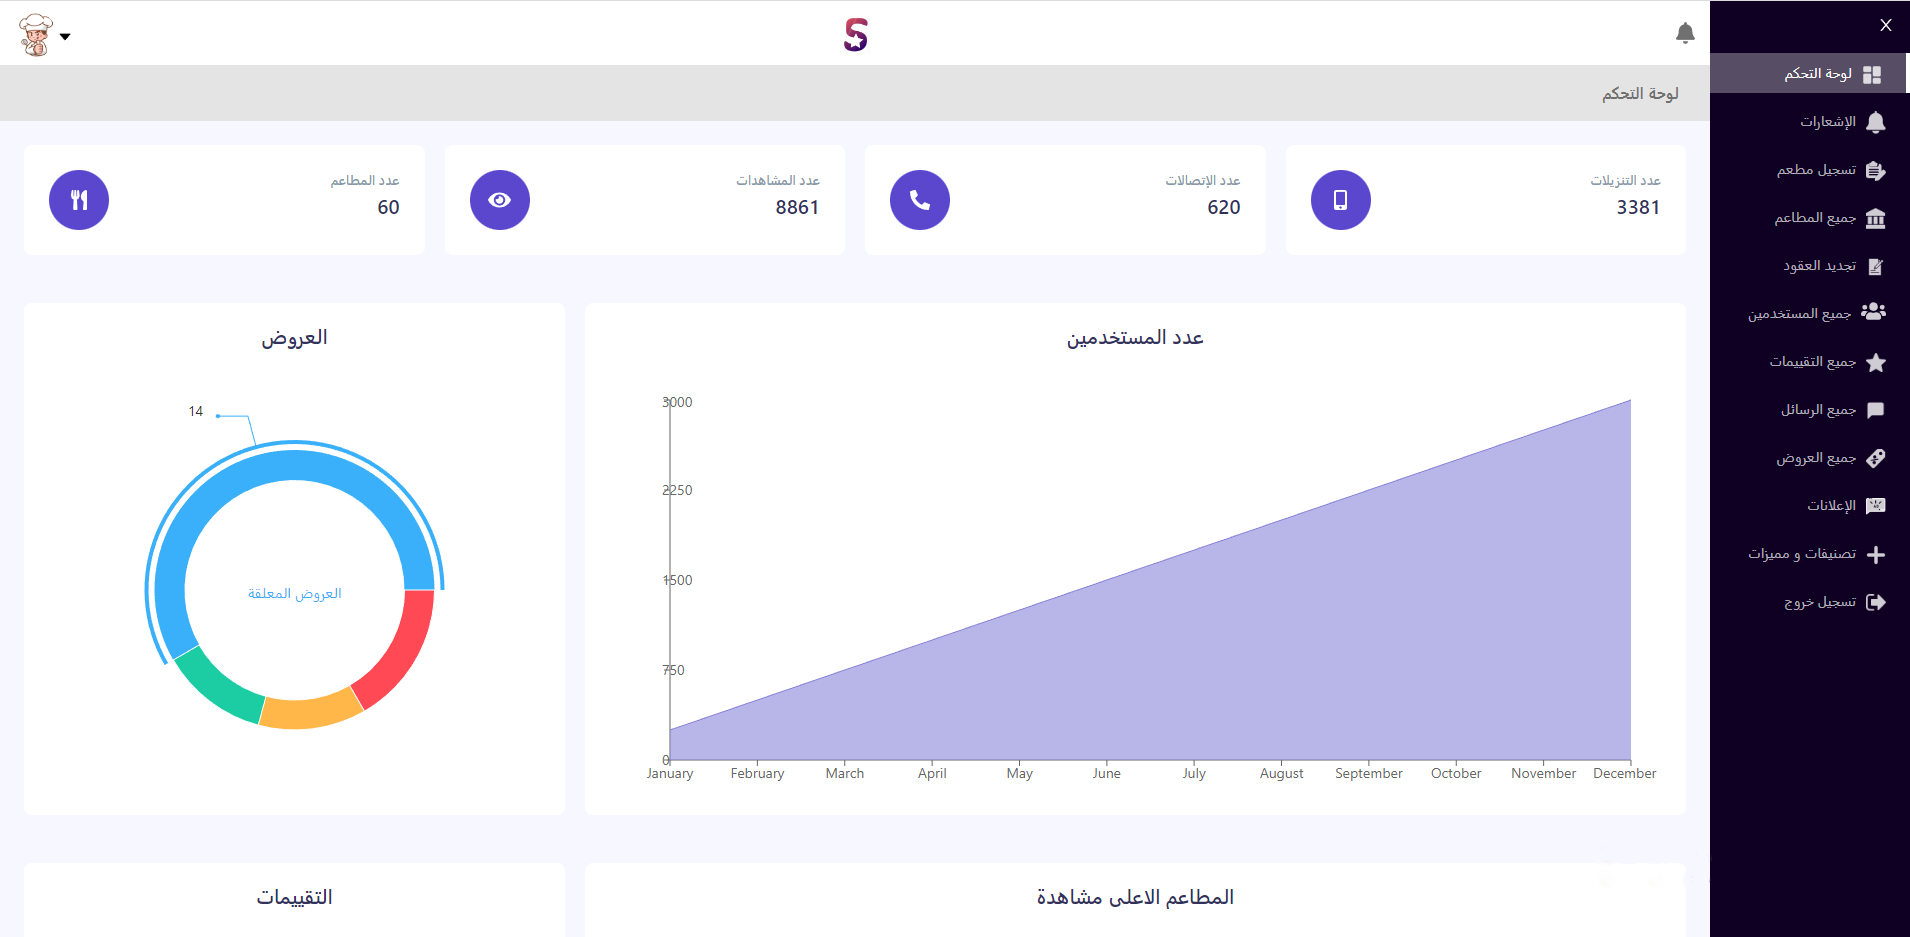 X
لوحة التحكم
الإشعارات
تسجيل مطعم
جميع المطاعم
تجديد العقود
جميع المستخدمين
جميع التقييمات
جميع الرسائل
جميع العروض
الإعلانات
تصنيفات و مميزات
تسجيل خروج
S
لوحة التحكم
عدد التنزيلات
3381
عدد الإتصالات
620
عدد المشاهدات
8861
عدد المطاعم
60
عدد المستخدمين
3000
2250
1500
750
0
January February March April May June July August September October November December
العروض
14
العروض المعلقة
المطاعم الاعلى مشاهدة
التقييمات